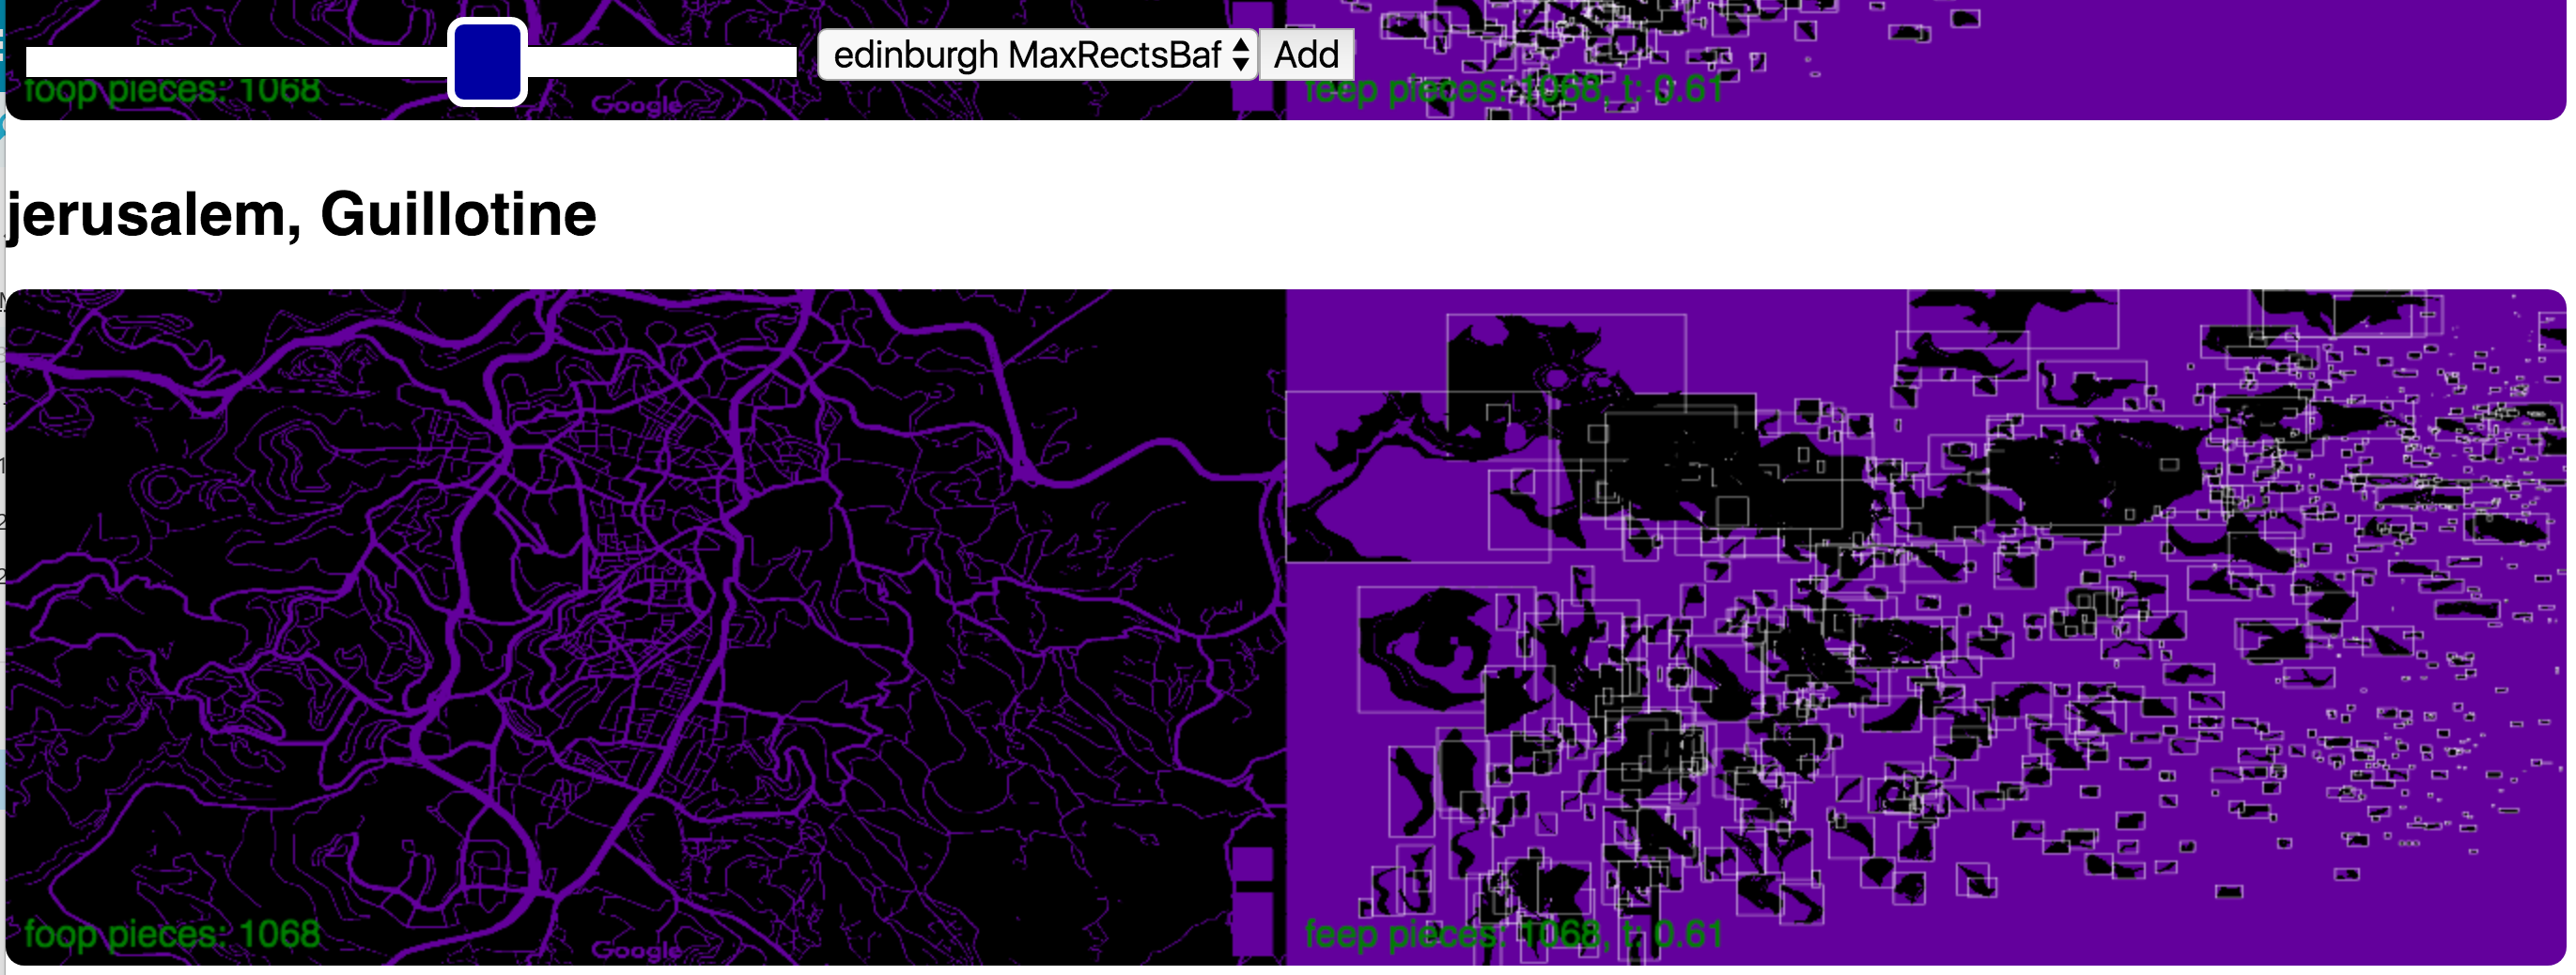 edinburgh MaxRectsBaf
Add
foop pieces: 1068
Google
feep pieces: 1068, t: 0.61
jerusalem, Guillotine
foop pieces: 1068
Google
feep pieces: 1068, t: 0.61